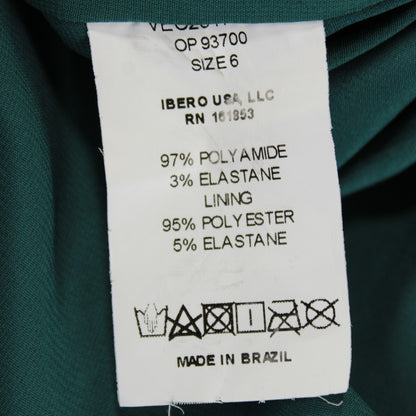 OP 93700
SIZE 6
IBERO USA, LLC
RN 161853
97% POLYAMIDE
3% ELASTANE
LINING
95% POLYESTER
5% ELASTANE
MADE IN BRAZIL